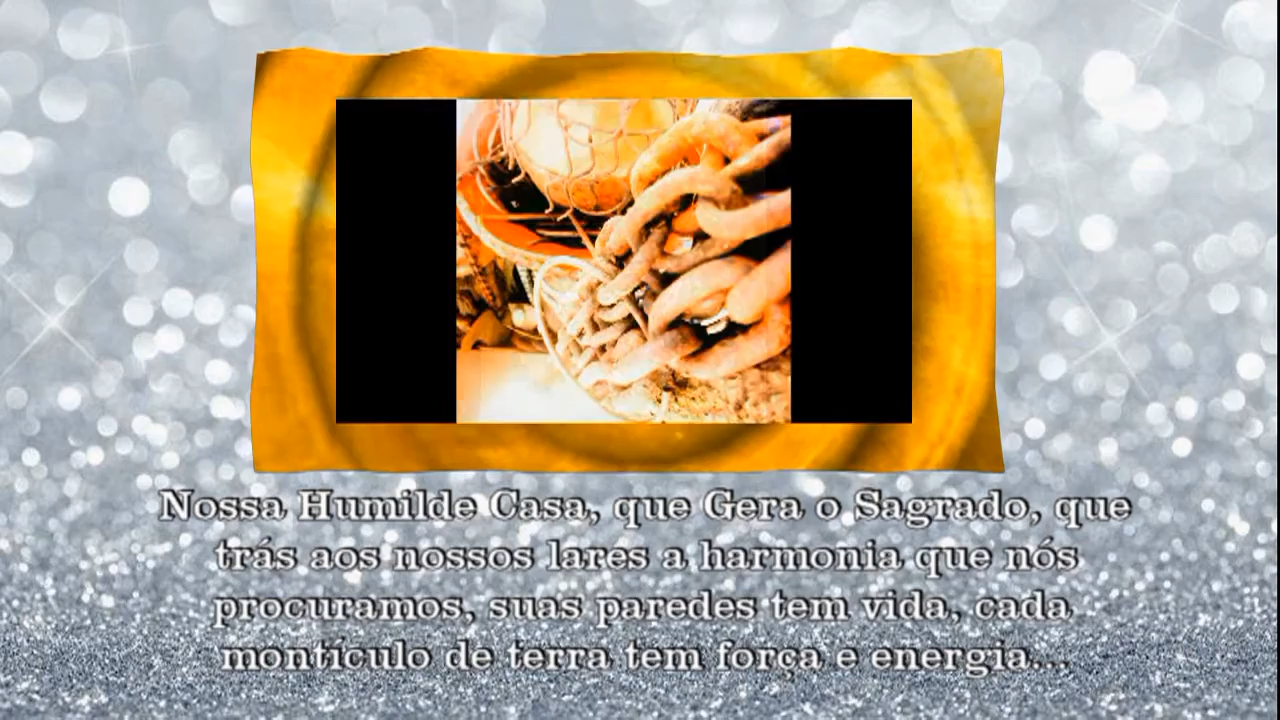 Nossa Humilde Casa, que Gera o Sagrado, que
trás aos nossos lares a harmonia que nós
procuramos, suas paredes tem vida, cada
montículo de terra tem força e energia...